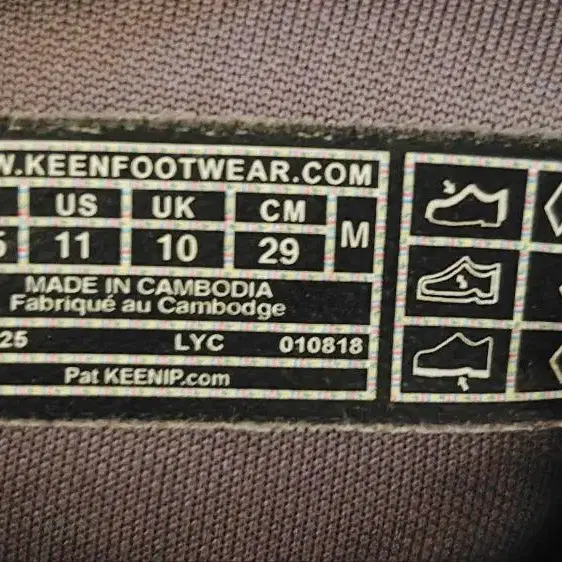 W.KEENFOOTWEAR.COM
US UK CM M
5 11 10 29
MADE IN CAMBODIA
Fabriqué au Cambodge
25 LYC 010818
Pat KEENIP.com